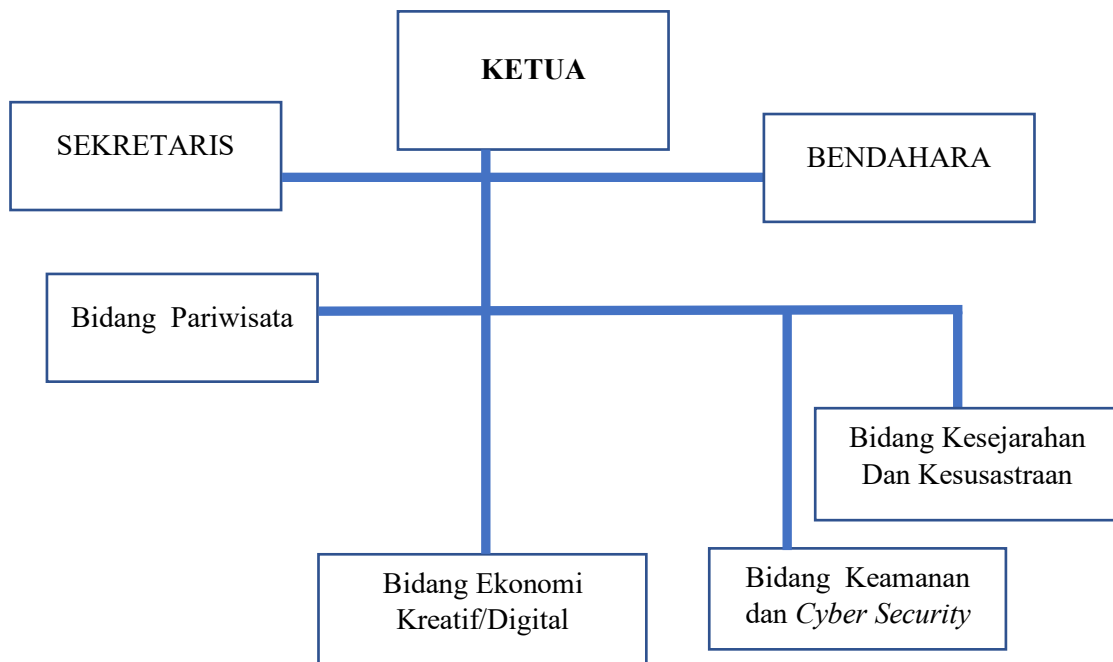 KETUA
SEKRETARIS
BENDAHARA
Bidang Pariwisata
Bidang Kesejarahan
Dan Kesusastraan
Bidang Ekonomi
Kreatif/Digital
Bidang Keamanan
dan Cyber Security